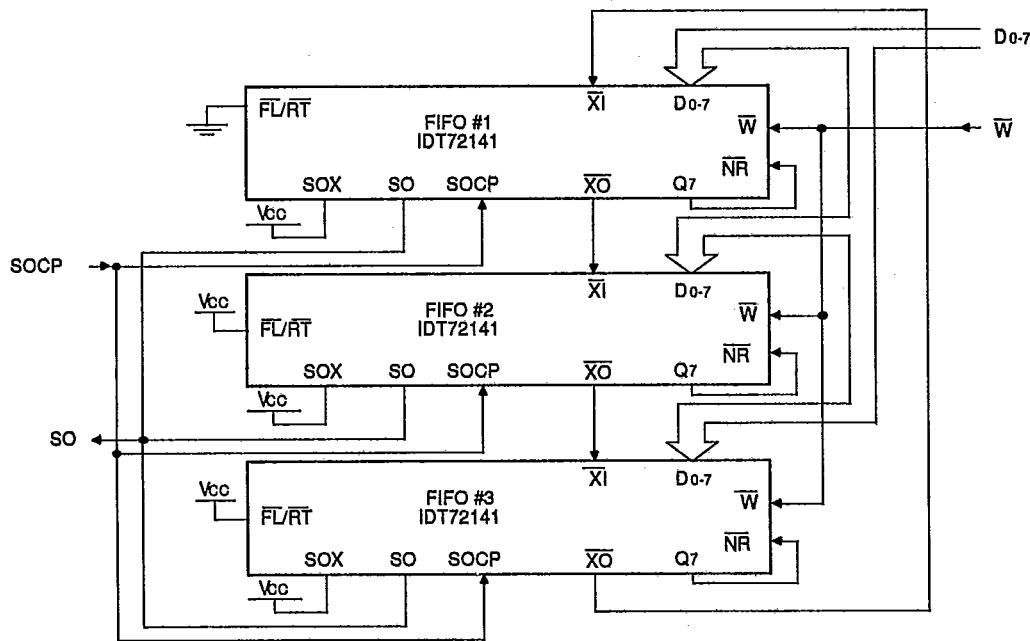 D0-7
XI D0-7
FL/RT FIFO #1 W W
IDT72141
NR
SOX SO SOCP XO Q7
Vcc
SOCP
XI D0-7
Vcc
FL/RT FIFO #2 W
IDT72141
NR
SOX SO SOCP XO Q7
Vcc
SO
XI D0-7
Vcc
FL/RT FIFO #3 W
IDT72141
NR
SOX SO SOCP XO Q7
Vcc